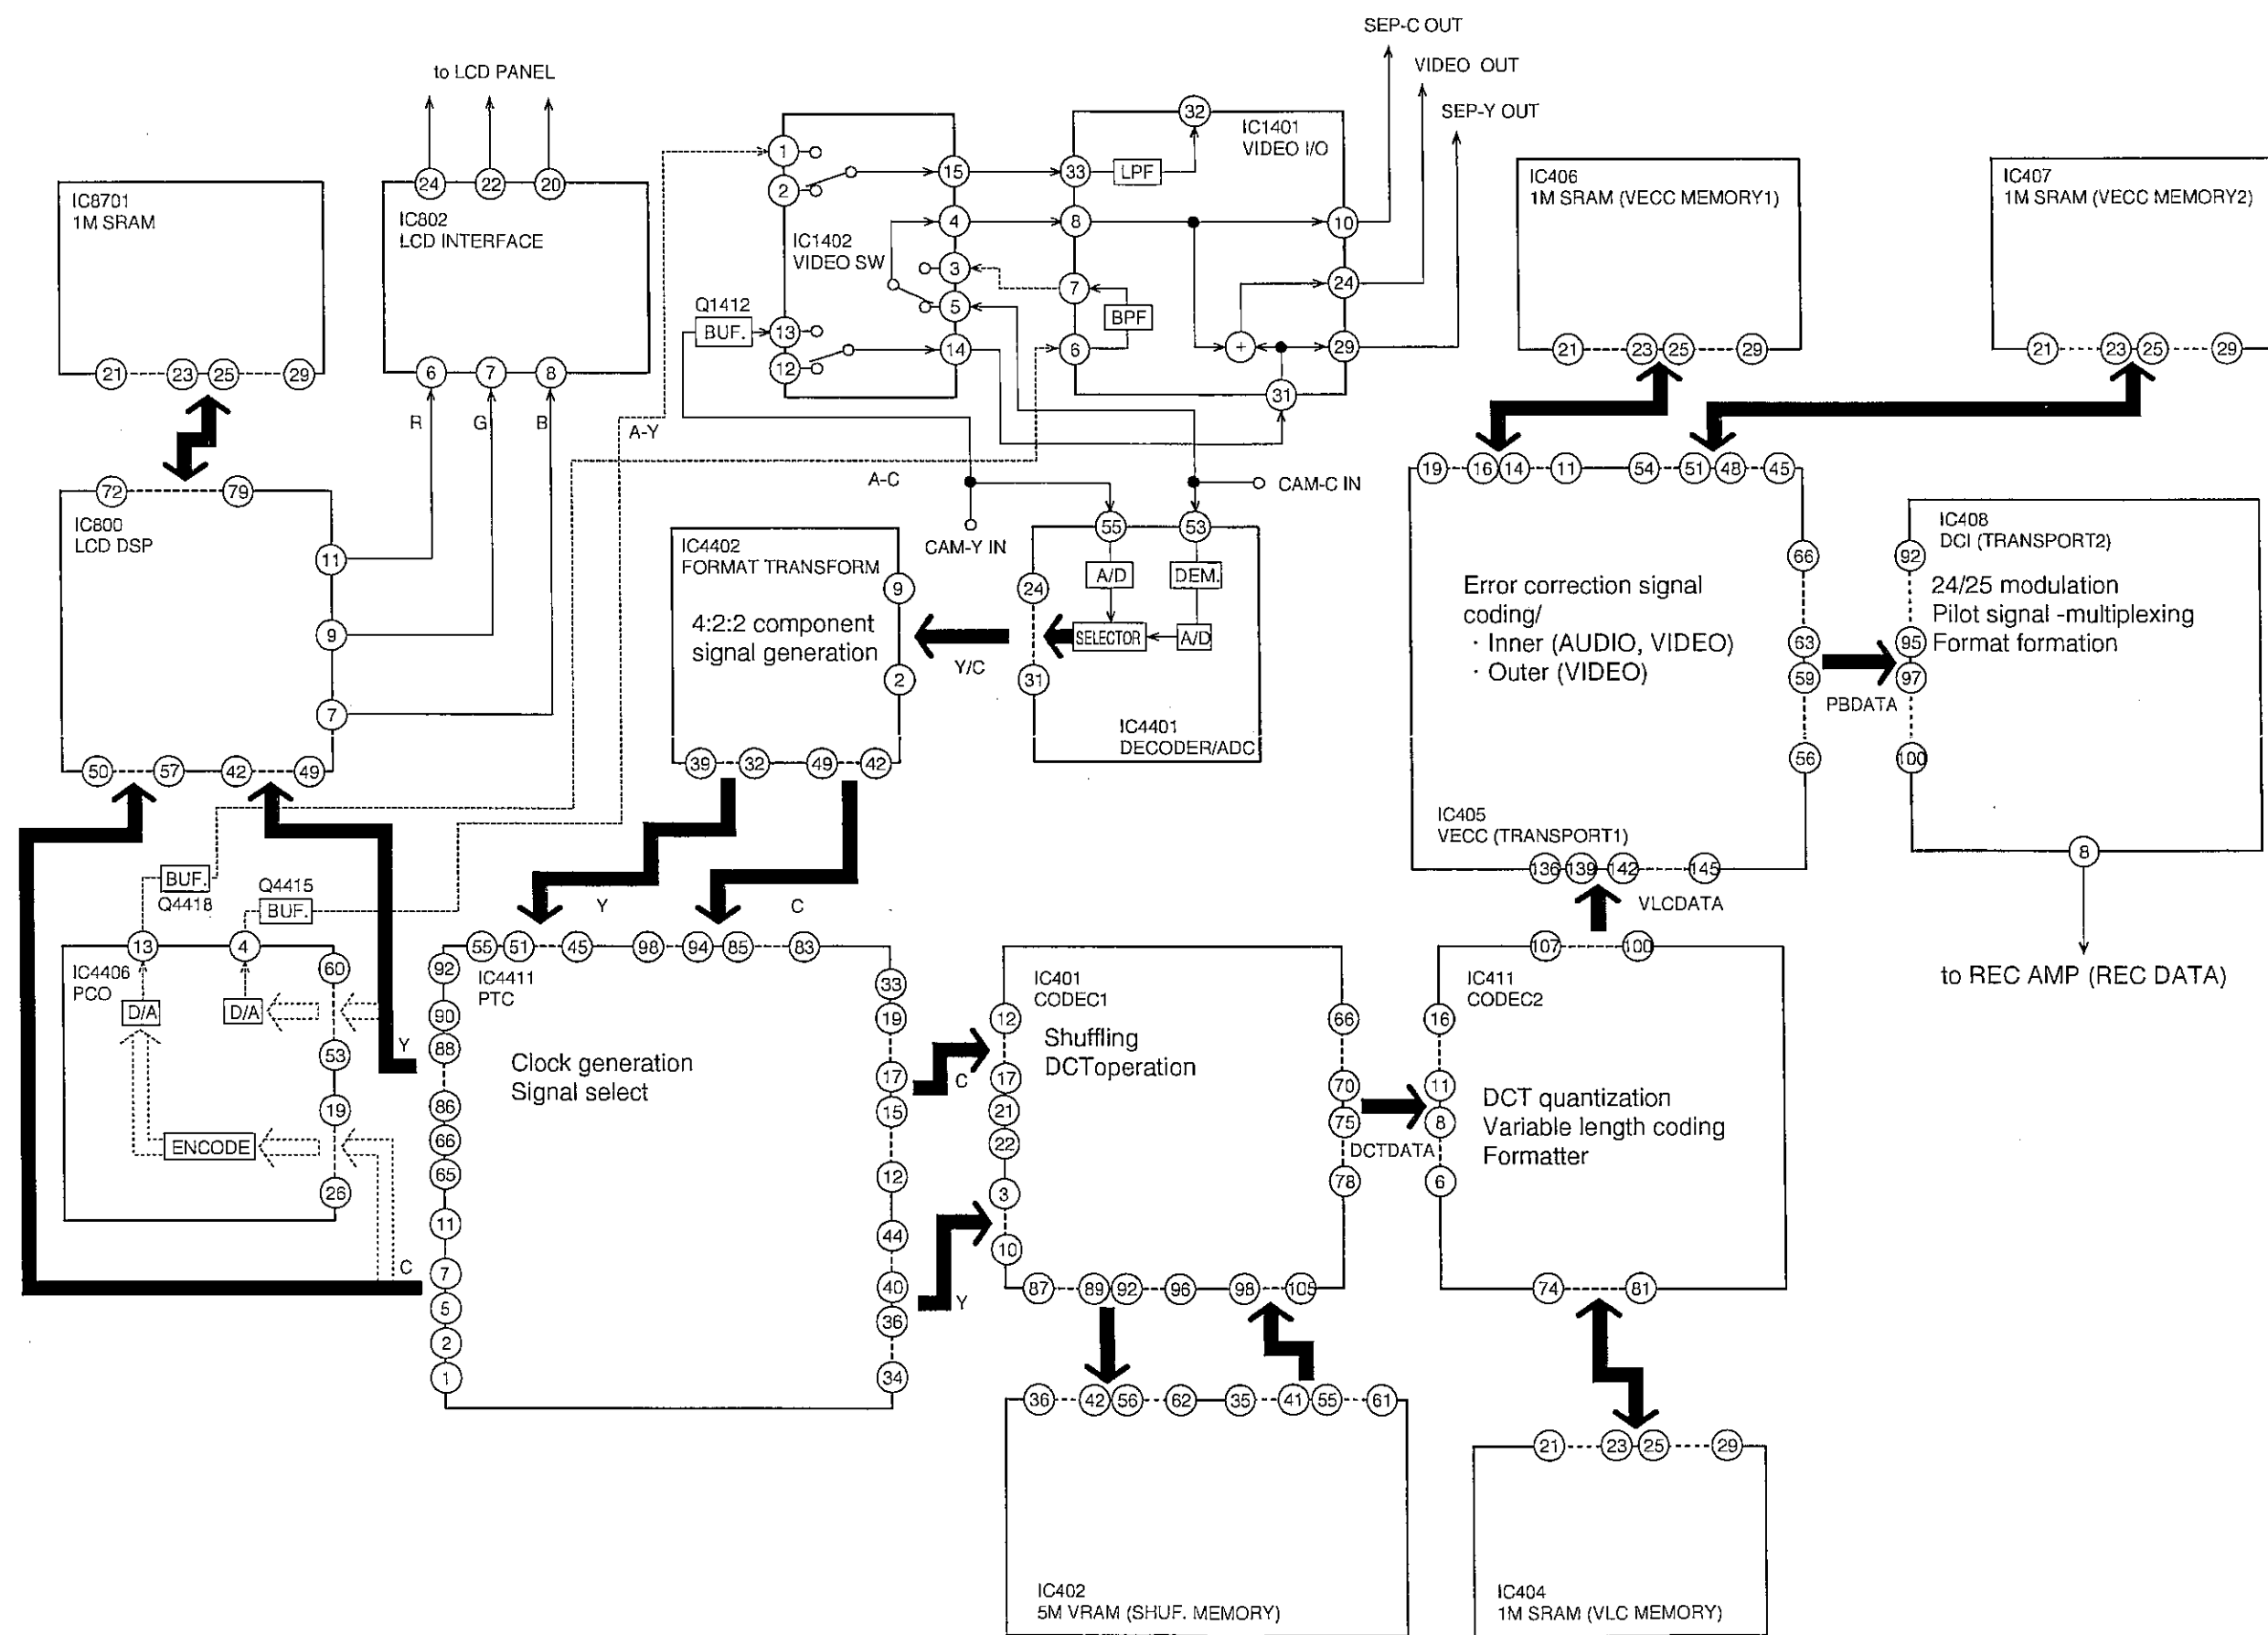 SEP-C OUT
VIDEO OUT
SEP-Y OUT
to LCD PANEL
24 22 20
IC8701
1M SRAM
21 23 25 29
IC802
LCD INTERFACE
6 7 8
R G B
1
2
15
4
IC1402
VIDEO SW
3
5
Q1412
BUF.
13
12
14
A-Y
A-C
32
IC1401
VIDEO I/O
33
LPF
8
10
7
24
BPF
6
+
29
31
CAM-C IN
CAM-Y IN
IC406
1M SRAM (VECC MEMORY1)
21 23 25 29
IC407
1M SRAM (VECC MEMORY2)
21 23 25 29
72 79
IC800
LCD DSP
11
9
7
50 57 42 49
IC4402
FORMAT TRANSFORM
9
4:2:2 component
signal generation
2
39 32 49 42
Y/C
55 53
24
A/D
DEM.
SELECTOR
A/D
31
IC4401
DECODER/ADC
19 16 14 11 54 51 48 45
66
Error correction signal
coding/
· Inner (AUDIO, VIDEO)
· Outer (VIDEO)
63
59
56
IC405
VECC (TRANSPORT1)
136 139 142 145
PBDATA
IC408
DCI (TRANSPORT2)
92
24/25 modulation
Pilot signal -multiplexing
Format formation
95
97
100
8
to REC AMP (REC DATA)
VLCDATA
BUF.
Q4418
Q4415
BUF.
13 4
IC4406
PCO
60
D/A
D/A
53
19
ENCODE
26
Y
C
Y
C
55 51 45 98 94 85 83
IC4411
PTC
92
90
88
86
66
65
11
7
5
2
1
Clock generation
Signal select
33
19
17
15
12
44
40
36
34
C
Y
IC401
CODEC1
12
Shuffling
DCToperation
17
21
22
3
10
66
70
75
78
87 89 92 96 98 105
DCTDATA
107 100
IC411
CODEC2
16
11
8
6
DCT quantization
Variable length coding
Formatter
74 81
36 42 56 62 35 41 55 61
IC402
5M VRAM (SHUF. MEMORY)
21 23 25 29
IC404
1M SRAM (VLC MEMORY)